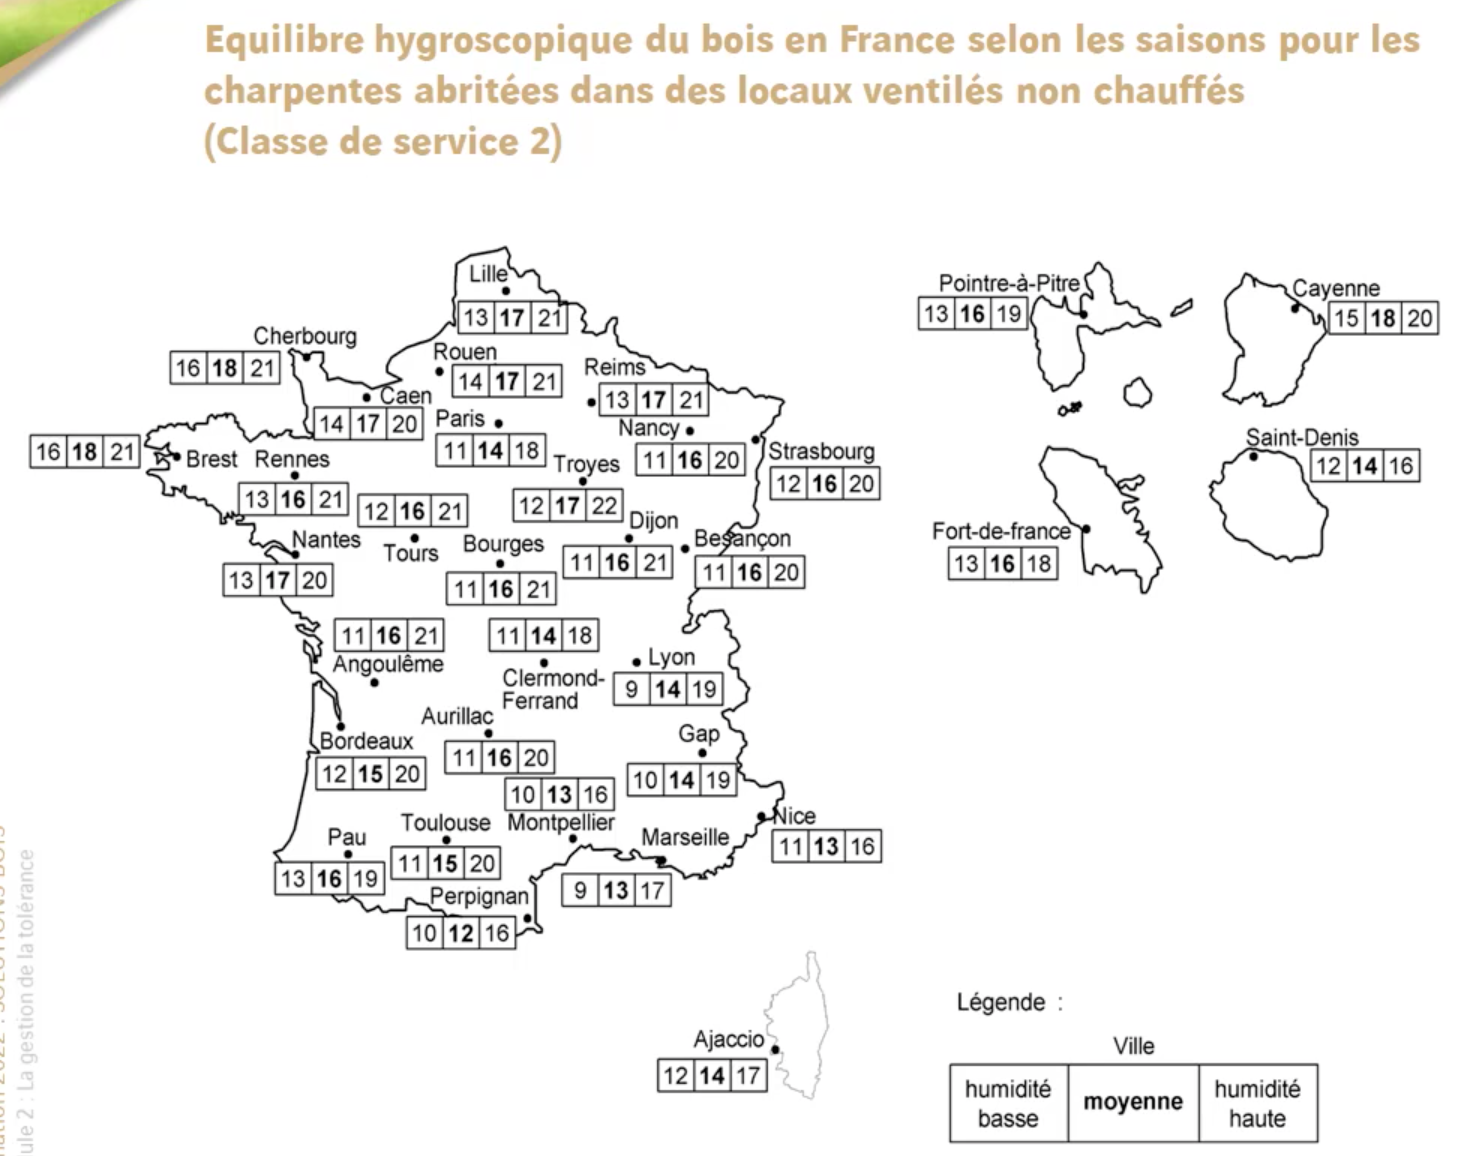 Equilibre hygroscopique du bois en France selon les saisons pour les
charpentes abritées dans des locaux ventilés non chauffés
(Classe de service 2)
Lille
13 17 21
Cherbourg
16 18 21
Rouen
14 17 21
Caen
14 17 20
Reims
13 17 21
Paris
11 14 18
Nancy
11 16 20
Strasbourg
12 16 20
16 18 21
Brest
Rennes
13 16 21
12 16 21
Tours
Troyes
12 17 22
Nantes
13 17 20
Bourges
11 16 21
Dijon
11 16 21
Besançon
11 16 20
11 16 21
Angoulême
11 14 18
Clermond-
Ferrand
Lyon
9 14 19
Bordeaux
12 15 20
Aurillac
11 16 20
Gap
10 14 19
10 13 16
Montpellier
Nice
11 13 16
Pau
13 16 19
Toulouse
11 15 20
Marseille
9 13 17
Perpignan
10 12 16
Ajaccio
12 14 17
Pointre-à-Pitre
13 16 19
Cayenne
15 18 20
Fort-de-france
13 16 18
Saint-Denis
12 14 16
Légende :
Ville
humidité
basse
moyenne
humidité
haute
2022 : SOLUTIONS BOIS
ule 2 : La gestion de la tolérance